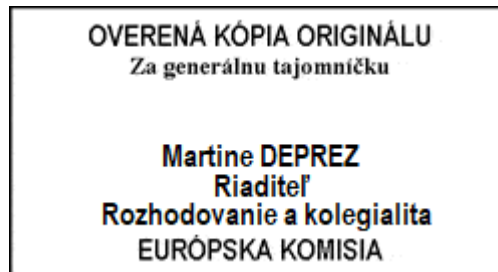 OVERENÁ KÓPIA ORIGINÁLU
Za generálnu tajomníčku
Martine DEPREZ
Riaditeľ
Rozhodovanie a kolegialita
EURÓPSKA KOMISIA